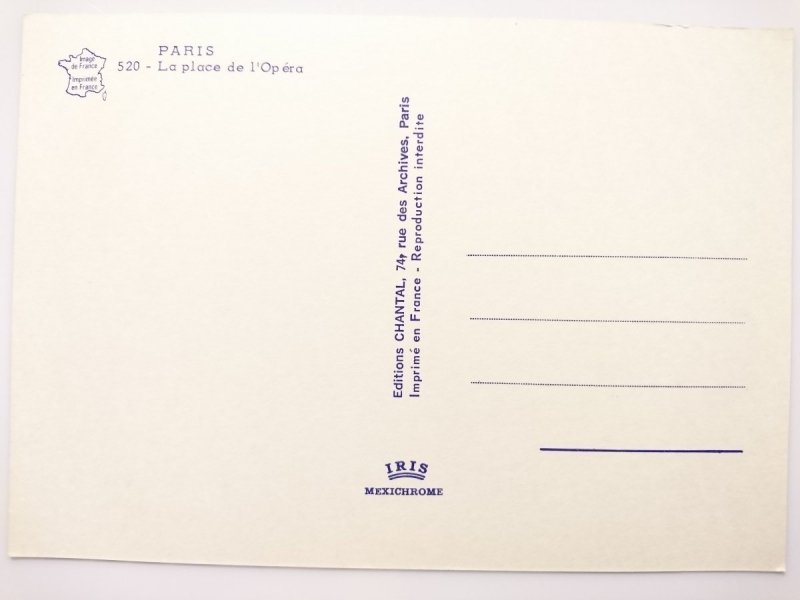 PARIS
520 - La place de l'Opéra
Image
de France
Imprimée
en France
Editions CHANTAL, 74, rue des Archives, Paris
Imprimé en France - Reproduction interdite
IRIS
MEXICHROME